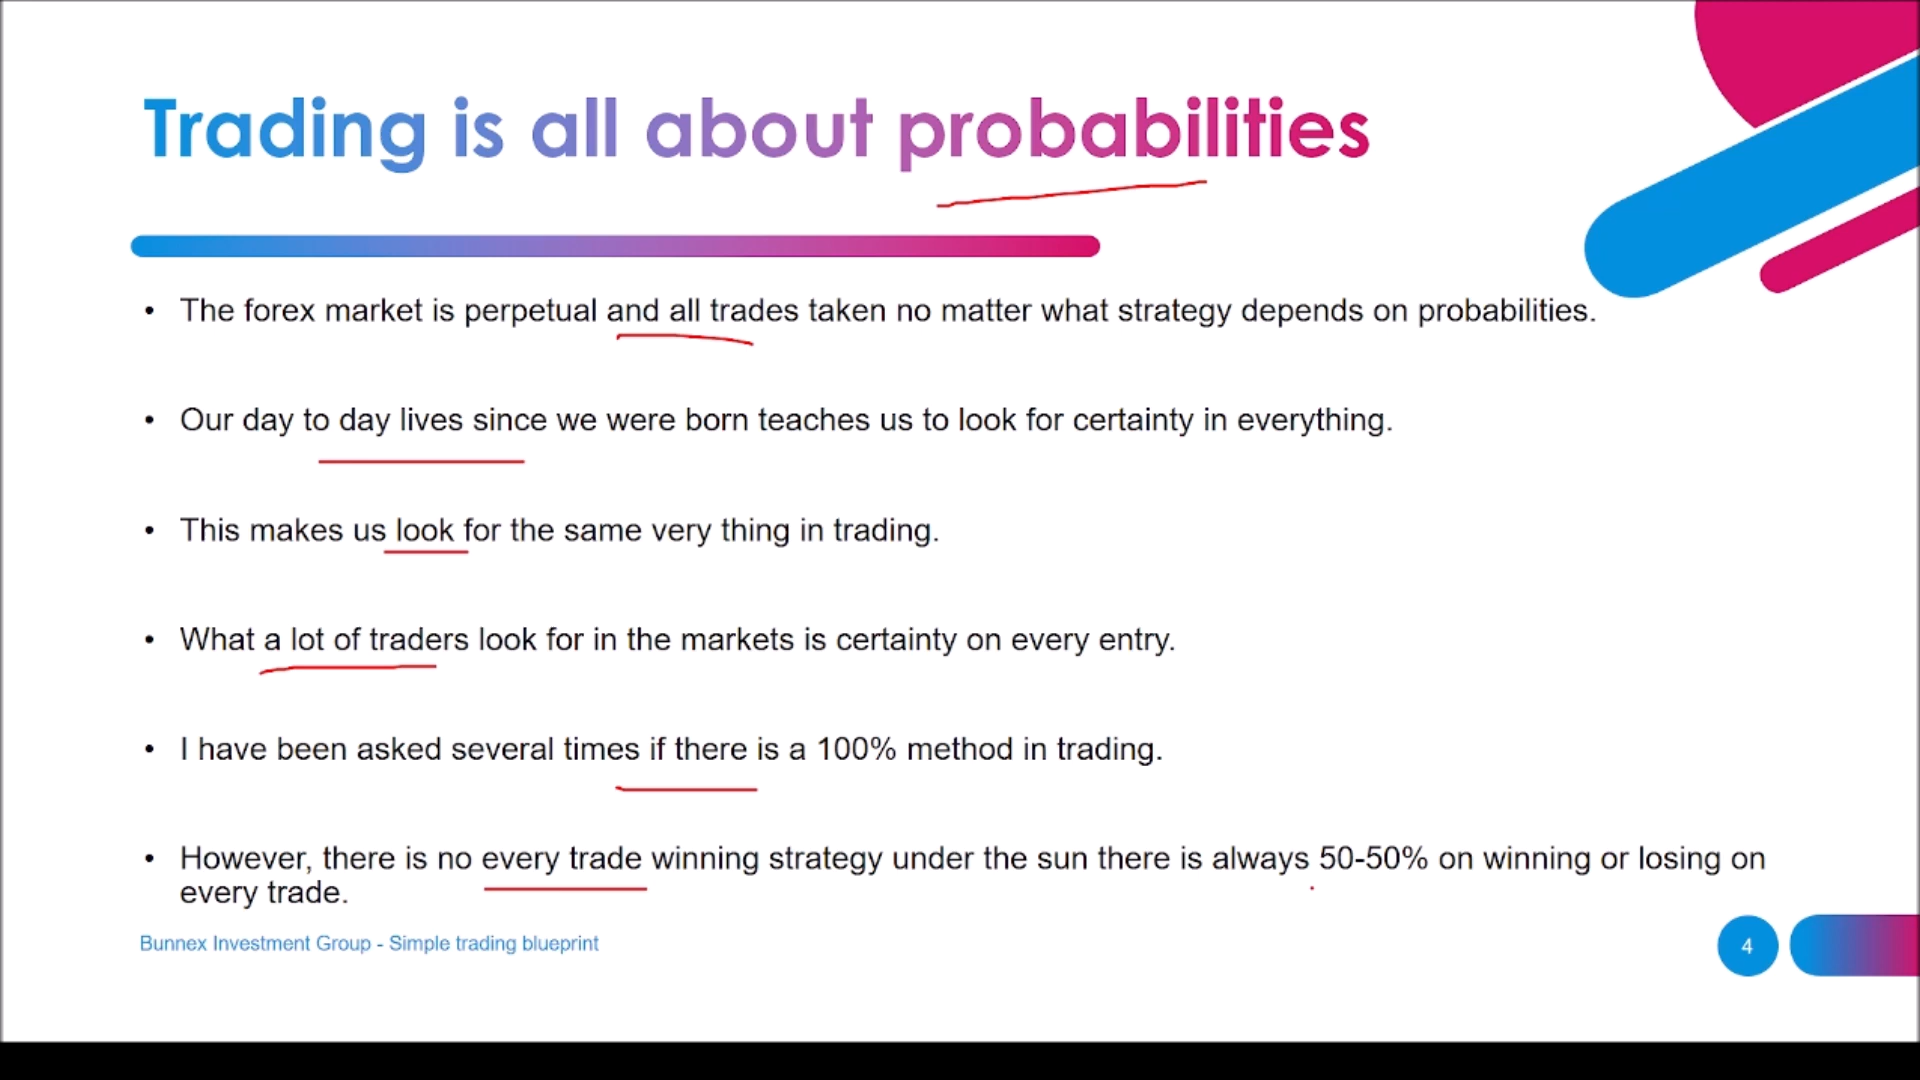 Trading is all about probabilities
• The forex market is perpetual and all trades taken no matter what strategy depends on probabilities.
• Our day to day lives since we were born teaches us to look for certainty in everything.
• This makes us look for the same very thing in trading.
• What a lot of traders look for in the markets is certainty on every entry.
• I have been asked several times if there is a 100% method in trading.
• However, there is no every trade winning strategy under the sun there is always 50-50% on winning or losing on
every trade.
Bunnex Investment Group - Simple trading blueprint
4